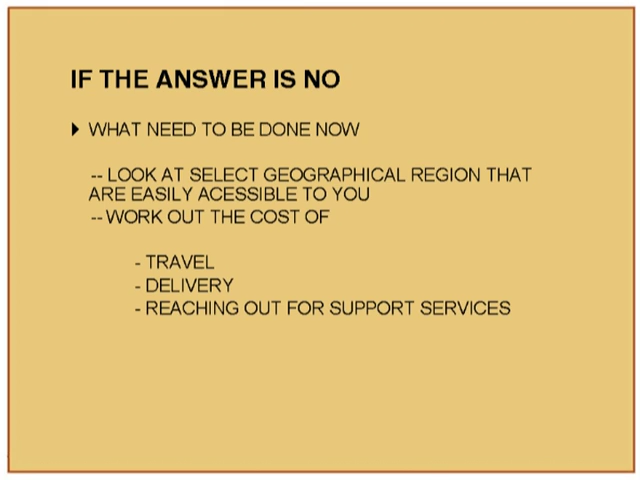 IF THE ANSWER IS NO
WHAT NEED TO BE DONE NOW
-- LOOK AT SELECT GEOGRAPHICAL REGION THAT
ARE EASILY ACESSIBLE TO YOU
-- WORK OUT THE COST OF
- TRAVEL
- DELIVERY
- REACHING OUT FOR SUPPORT SERVICES